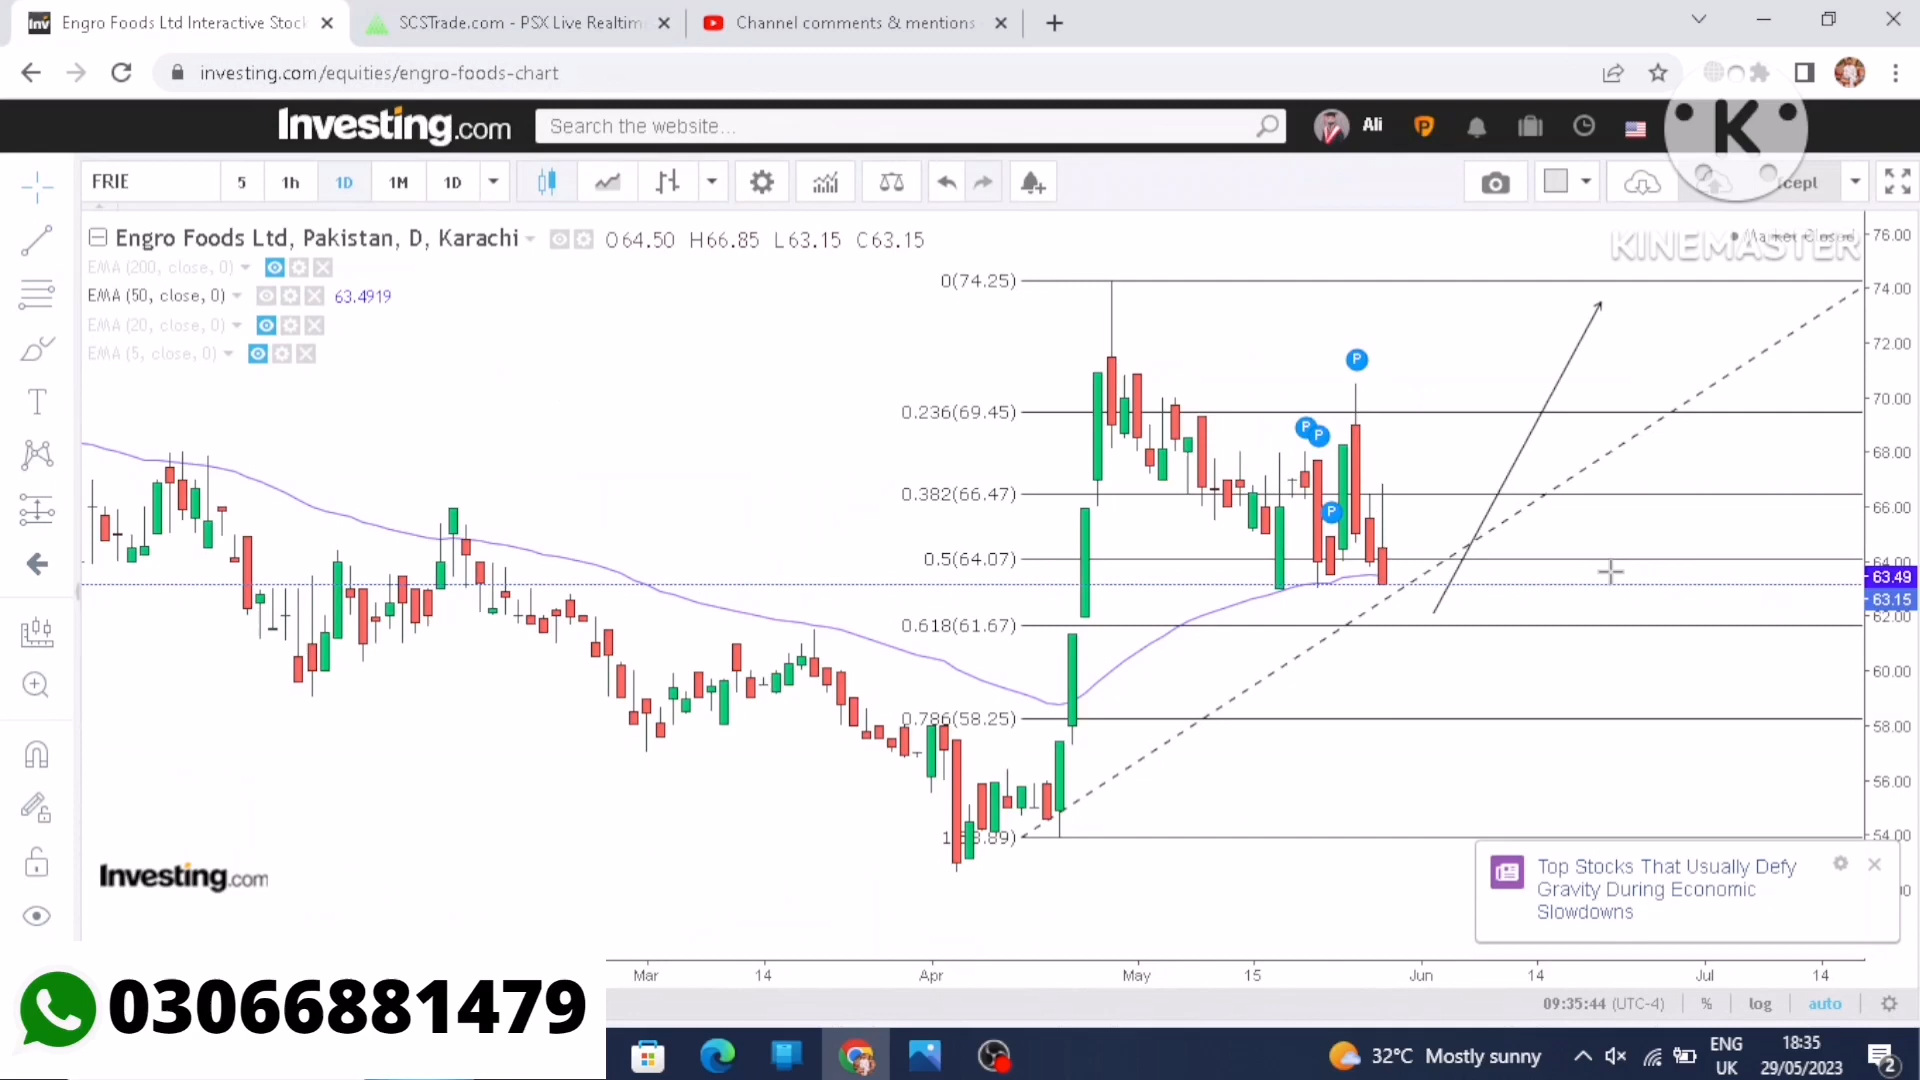 Engro Foods Ltd Interactive Stock
SCSTrade.com - PSX Live Realtim
Channel comments & mentions
investing.com/equities/engro-foods-chart
Investing.com
Search the website...
Ali
K
FRIE
5
1h
1D
1M
1D
Engro Foods Ltd, Pakistan, D, Karachi
O64.50 H66.85 L63.15 C63.15
KINEMASTER
EMA (200, close, 0)
EMA (50, close, 0) 63.4919
EMA (20, close, 0)
EMA (5, close, 0)
0(74.25)
0.236(69.45)
0.382(66.47)
0.5(64.07)
0.618(61.67)
0.786(58.25)
P
P
P
P
76.00
74.00
72.00
70.00
68.00
66.00
64.00
63.49
63.15
62.00
60.00
58.00
56.00
54.00
Top Stocks That Usually Defy
Gravity During Economic
Slowdowns
Investing.com
Mar 14 Apr May 15 Jun 14 Jul 14
09:35:44 (UTC-4) % log auto
03066881479
32°C Mostly sunny
ENG
UK
18:35
29/05/2023
2